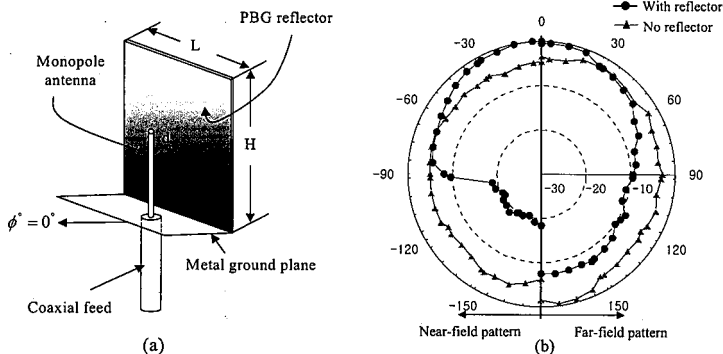 PBG reflector
L
Monopole
antenna
d
H
ϕ° = 0°
Metal ground plane
Coaxial feed
(a)
With reflector
No reflector
0
-30
30
-60
60
-90
-30
-20
-10
90
-120
120
-150
150
Near-field pattern
Far-field pattern
(b)